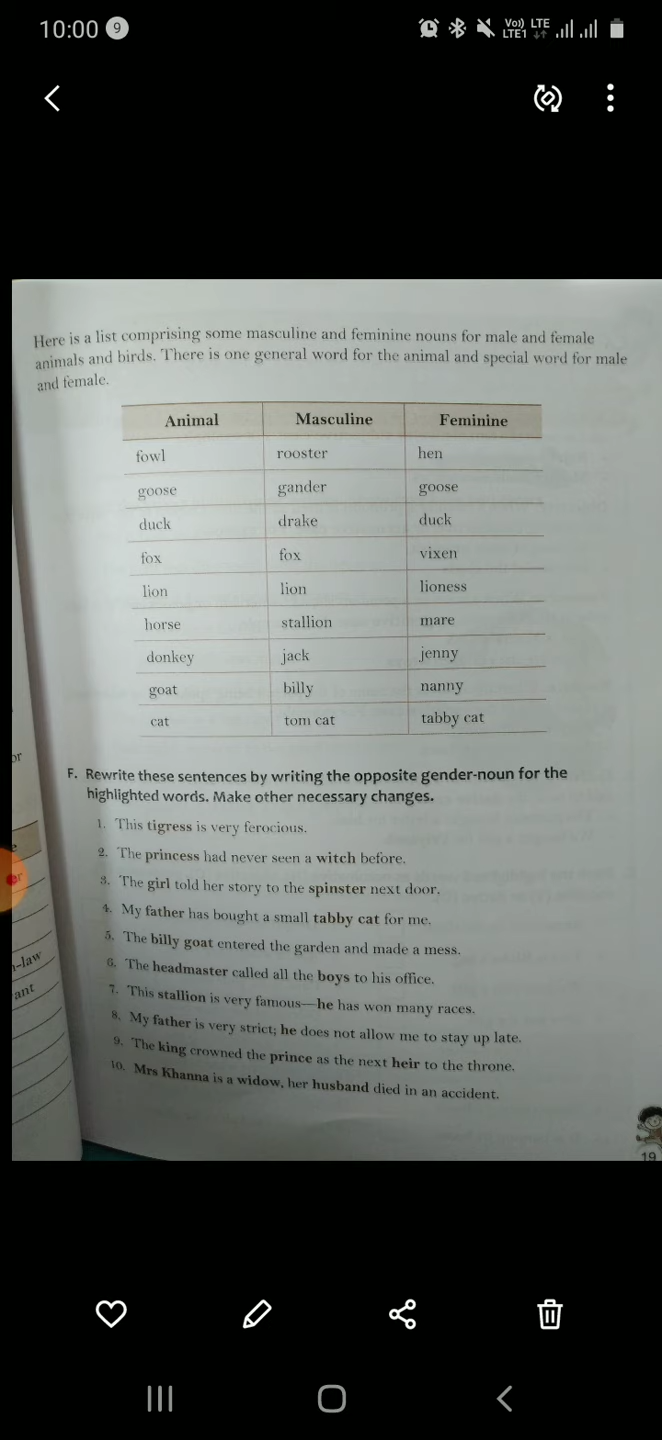 10:00 9
Vo)) LTE
LTE1
Here is a list comprising some masculine and feminine nouns for male and female
animals and birds. There is one general word for the animal and special word for male
and female.
Animal Masculine Feminine
fowl rooster hen
goose gander goose
duck drake duck
fox fox vixen
lion lion lioness
horse stallion mare
donkey jack jenny
goat billy nanny
cat tom cat tabby cat
F. Rewrite these sentences by writing the opposite gender-noun for the
highlighted words. Make other necessary changes.
1. This tigress is very ferocious.
2. The princess had never seen a witch before.
3. The girl told her story to the spinster next door.
4. My father has bought a small tabby cat for me.
5. The billy goat entered the garden and made a mess.
6. The headmaster called all the boys to his office.
7. This stallion is very famous—he has won many races.
8. My father is very strict; he does not allow me to stay up late.
9. The king crowned the prince as the next heir to the throne.
10. Mrs Khanna is a widow, her husband died in an accident.
or
e
er
-law
ant
19